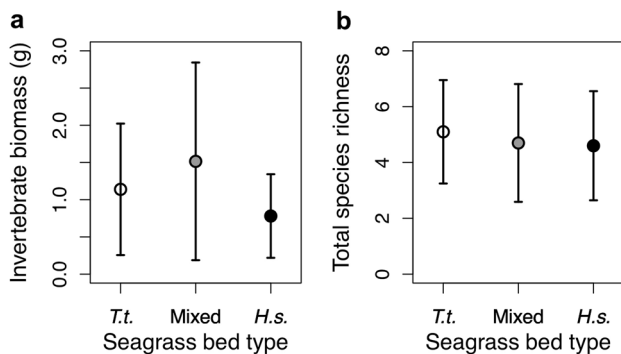 a
Invertebrate biomass (g)
3.0
2.0
1.0
0.0
T.t. Mixed H.s.
Seagrass bed type
b
Total species richness
8
6
4
2
0
T.t. Mixed H.s.
Seagrass bed type